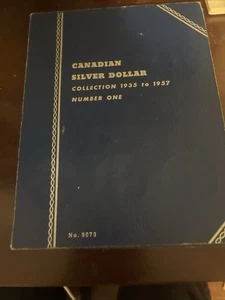 CANADIAN
SILVER DOLLAR
COLLECTION 1935 to 1957
NUMBER ONE
No. 9073